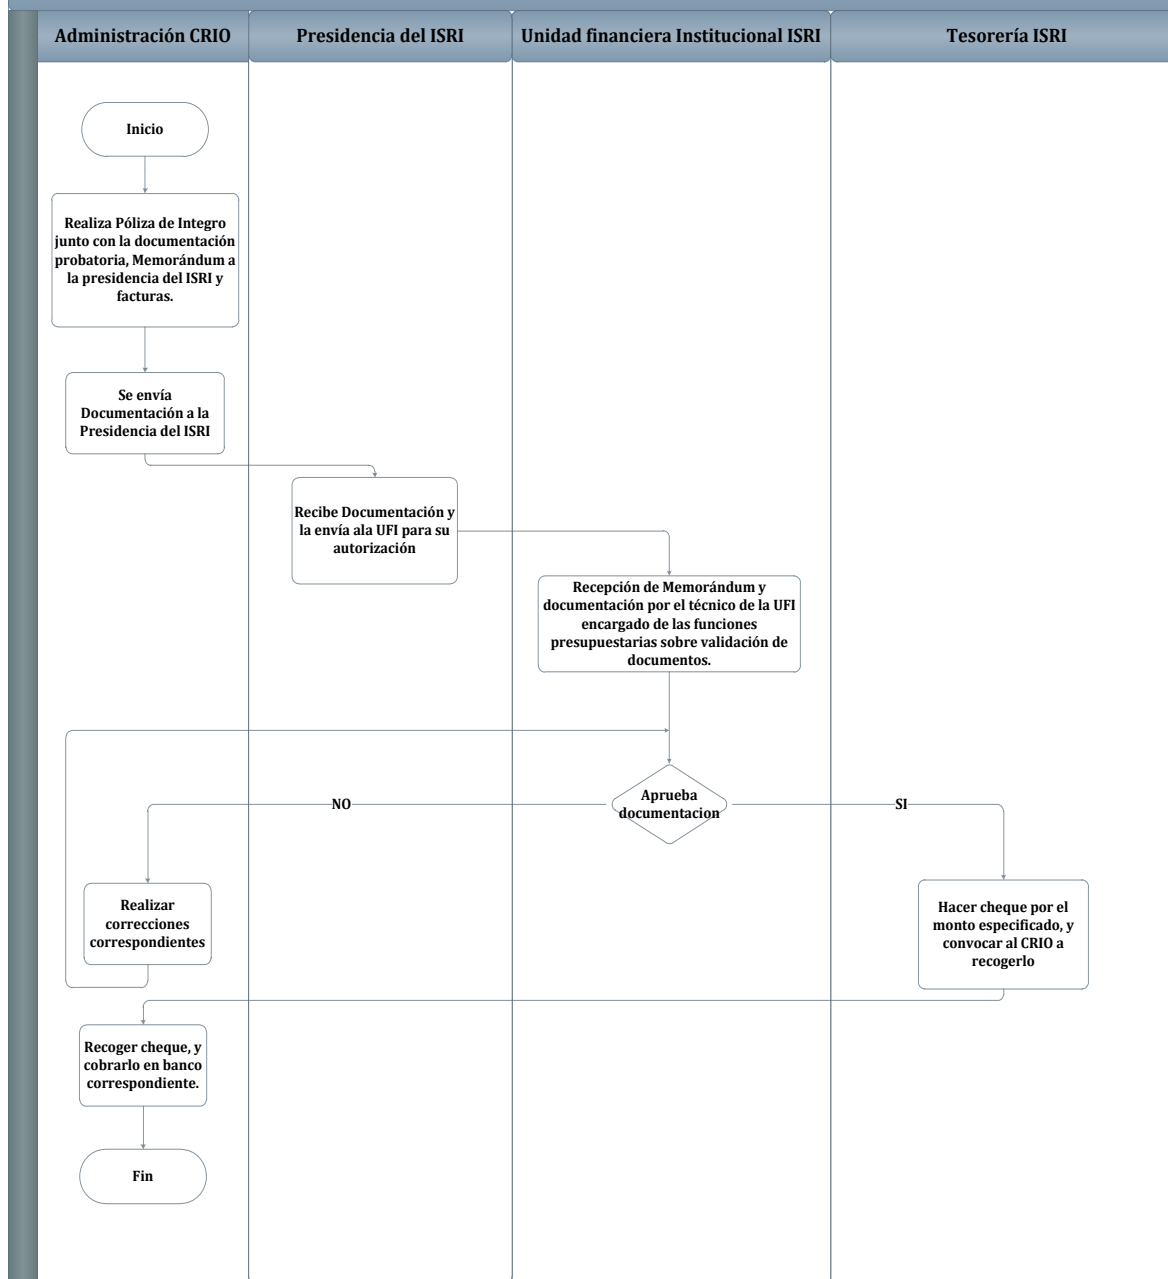 Administración CRIO
Presidencia del ISRI
Unidad financiera Institucional ISRI
Tesorería ISRI
Inicio
Realiza Póliza de Integro
junto con la documentación
probatoria, Memorándum a
la presidencia del ISRI y
facturas.
Se envía
Documentación a la
Presidencia del ISRI
Recibe Documentación y
la envía ala UFI para su
autorización
Recepción de Memorándum y
documentación por el técnico de la UFI
encargado de las funciones
presupuestarias sobre validación de
documentos.
Aprueba
documentacion
NO
SI
Realizar
correcciones
correspondientes
Hacer cheque por el
monto especificado, y
convocar al CRIO a
recogerlo
Recoger cheque, y
cobrarlo en banco
correspondiente.
Fin